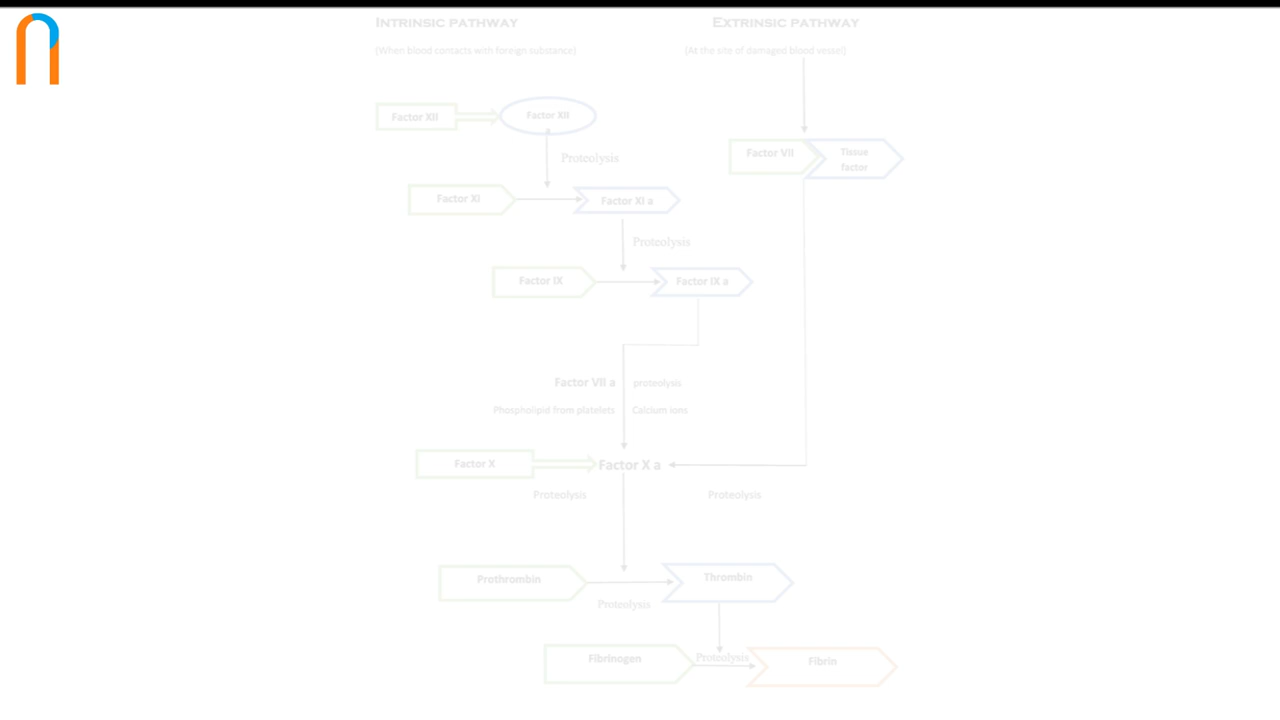 INTRINSIC PATHWAY
EXTRINSIC PATHWAY
(When blood contacts with foreign substance)
(At the site of damaged blood vessel)
Factor XII
Factor XII
Proteolysis
Factor VII
Tissue
factor
Factor XI
Factor XI a
Proteolysis
Factor IX
Factor IX a
Factor VII a
proteolysis
Phospholipid from platelets
Calcium ions
Factor X
Factor X a
Proteolysis
Proteolysis
Prothrombin
Thrombin
Proteolysis
Fibrinogen
Proteolysis
Fibrin